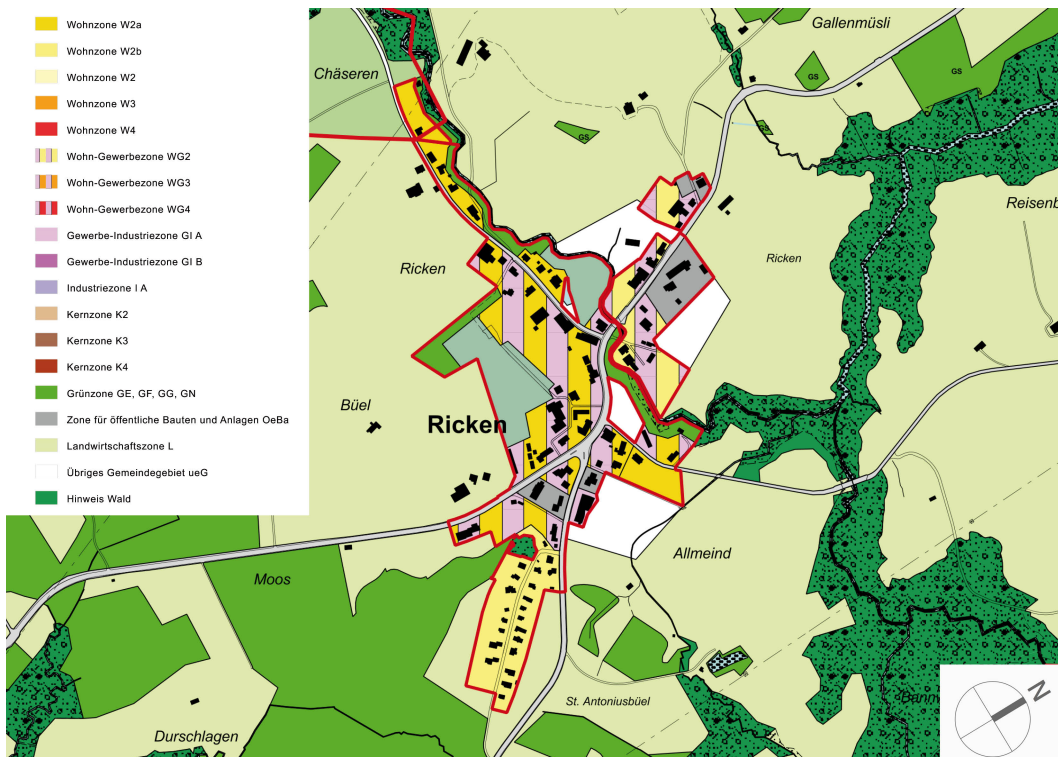 Wohnzone W2a
Wohnzone W2b
Wohnzone W2
Wohnzone W3
Wohnzone W4
Wohn-Gewerbezone WG2
Wohn-Gewerbezone WG3
Wohn-Gewerbezone WG4
Gewerbe-Industriezone GI A
Gewerbe-Industriezone GI B
Industriezone I A
Kernzone K2
Kernzone K3
Kernzone K4
Grünzone GE, GF, GG, GN
Zone für öffentliche Bauten und Anlagen OeBa
Landwirtschaftszone L
Übriges Gemeindegebiet ueG
Hinweis Wald
Gallenmüsli
Chäseren
GS
GS
GS
GS
Reisenb
Ricken
Ricken
Büel
Ricken
Allmeind
Moos
St. Antoniusbüel
Durschlagen
N